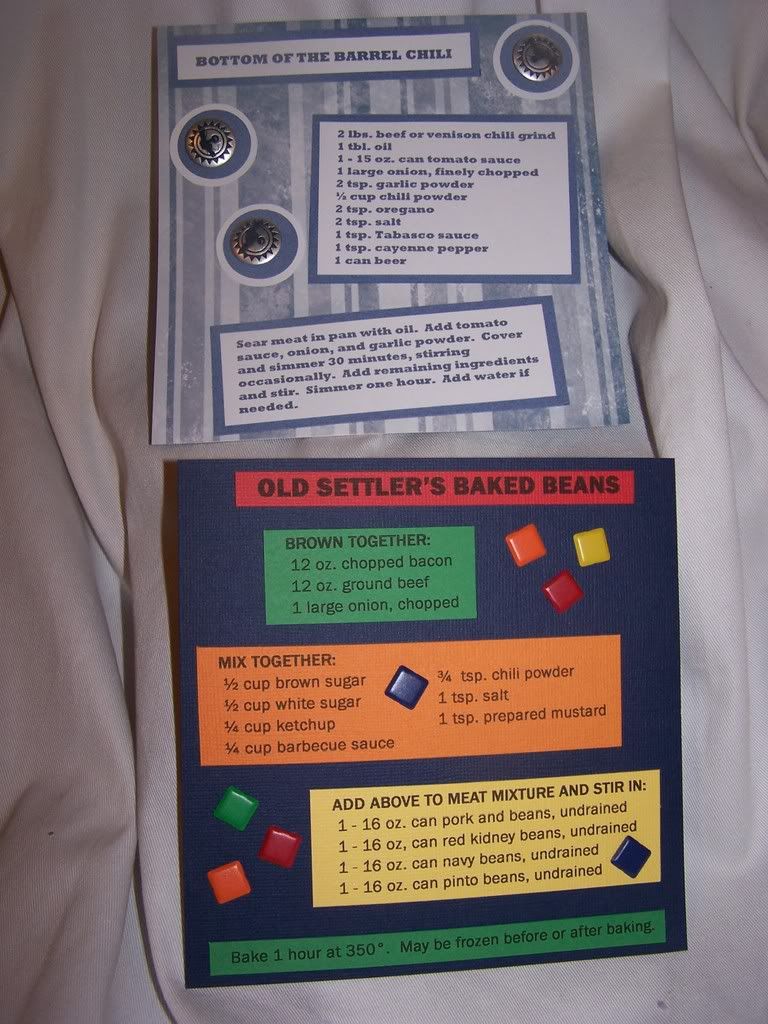 BOTTOM OF THE BARREL CHILI
2 lbs. beef or venison chili grind
1 tbl. oil
1 - 15 oz. can tomato sauce
1 large onion, finely chopped
2 tsp. garlic powder
⅓ cup chili powder
2 tsp. oregano
2 tsp. salt
1 tsp. Tabasco sauce
1 tsp. cayenne pepper
1 can beer
Sear meat in pan with oil. Add tomato
sauce, onion, and garlic powder. Cover
and simmer 30 minutes, stirring
occasionally. Add remaining ingredients
and stir. Simmer one hour. Add water if
needed.
OLD SETTLER'S BAKED BEANS
BROWN TOGETHER:
12 oz. chopped bacon
12 oz. ground beef
1 large onion, chopped
MIX TOGETHER:
½ cup brown sugar
½ cup white sugar
¼ cup ketchup
¼ cup barbecue sauce
¾ tsp. chili powder
1 tsp. salt
1 tsp. prepared mustard
ADD ABOVE TO MEAT MIXTURE AND STIR IN:
1 - 16 oz. can pork and beans, undrained
1 - 16 oz, can red kidney beans, undrained
1 - 16 oz. can navy beans, undrained
1 - 16 oz. can pinto beans, undrained
Bake 1 hour at 350°. May be frozen before or after baking.